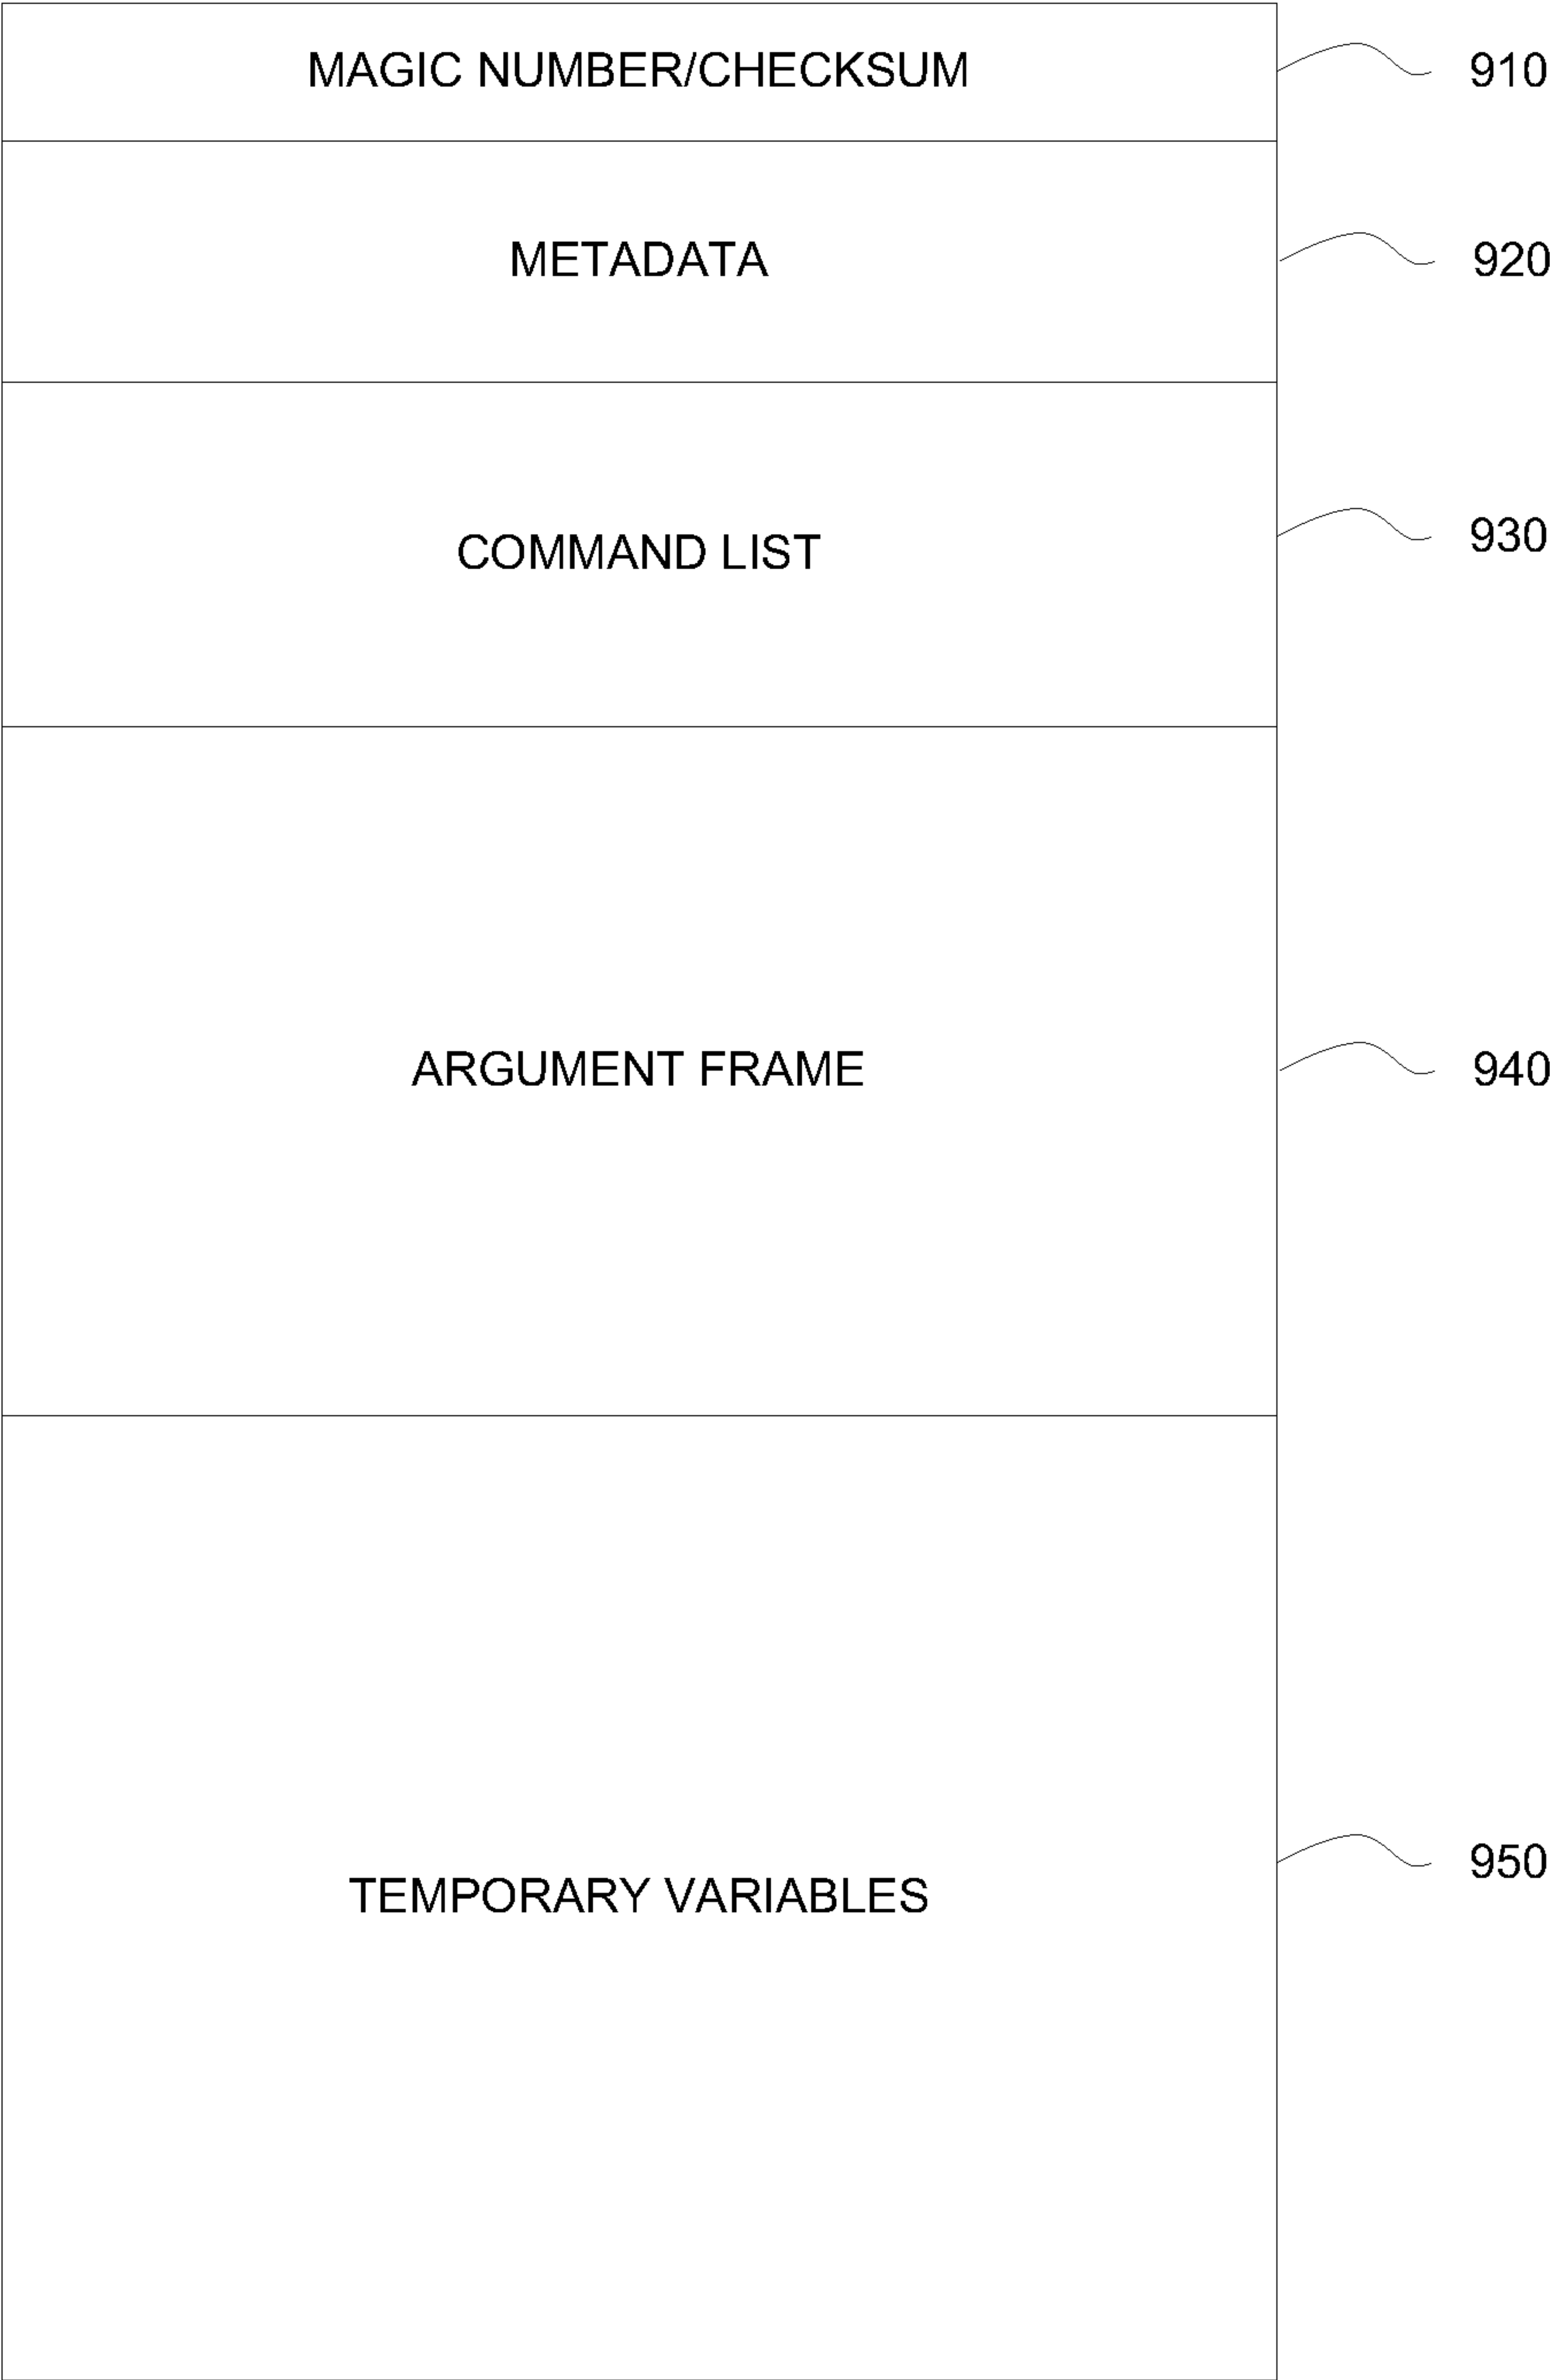 MAGIC NUMBER/CHECKSUM 910
METADATA 920
COMMAND LIST 930
ARGUMENT FRAME 940
TEMPORARY VARIABLES 950